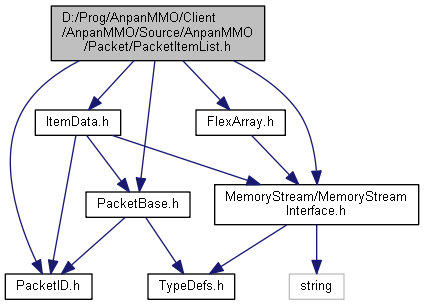 D:/Prog/AnpanMMO/Client
/AnpanMMO/Source/AnpanMMO
/Packet/PacketItemList.h
ItemData.h
FlexArray.h
PacketBase.h
MemoryStream/MemoryStream
Interface.h
PacketID.h
TypeDefs.h
string